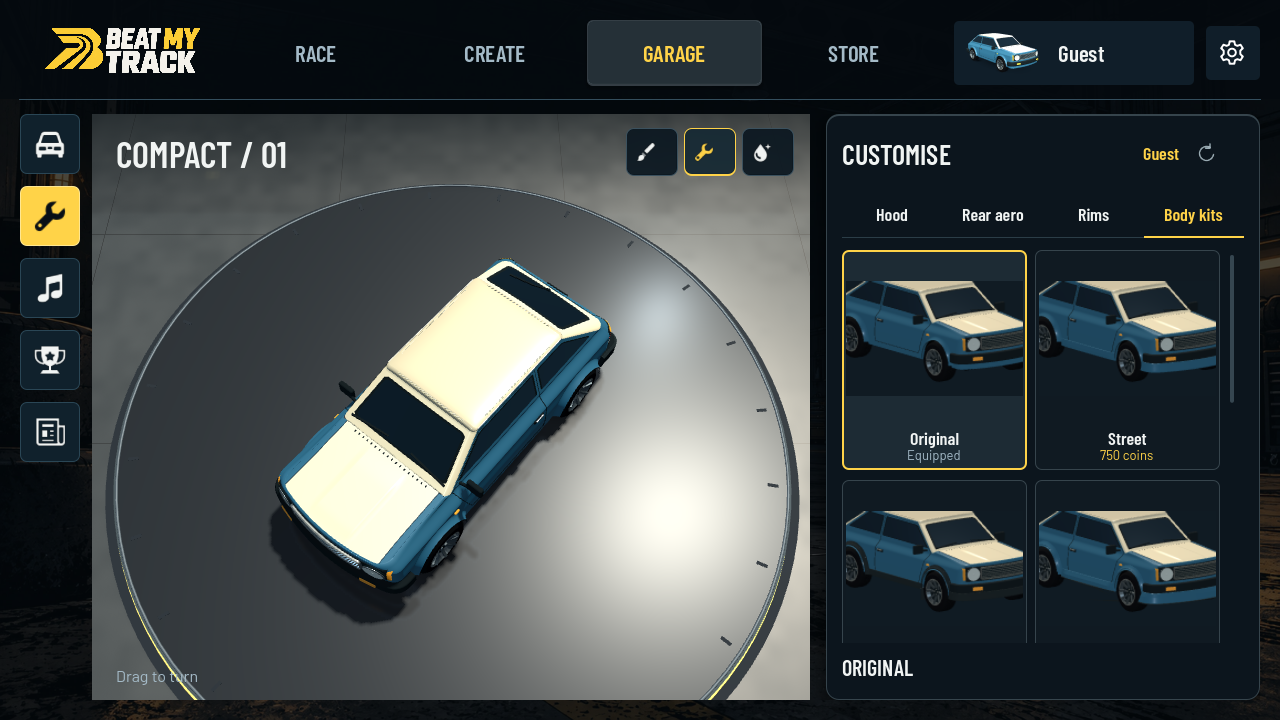 BEAT MY
TRACK
RACE
CREATE
GARAGE
STORE
Guest
COMPACT / 01
Drag to turn
CUSTOMISE
Guest
Hood
Rear aero
Rims
Body kits
Original
Equipped
Street
750 coins
ORIGINAL